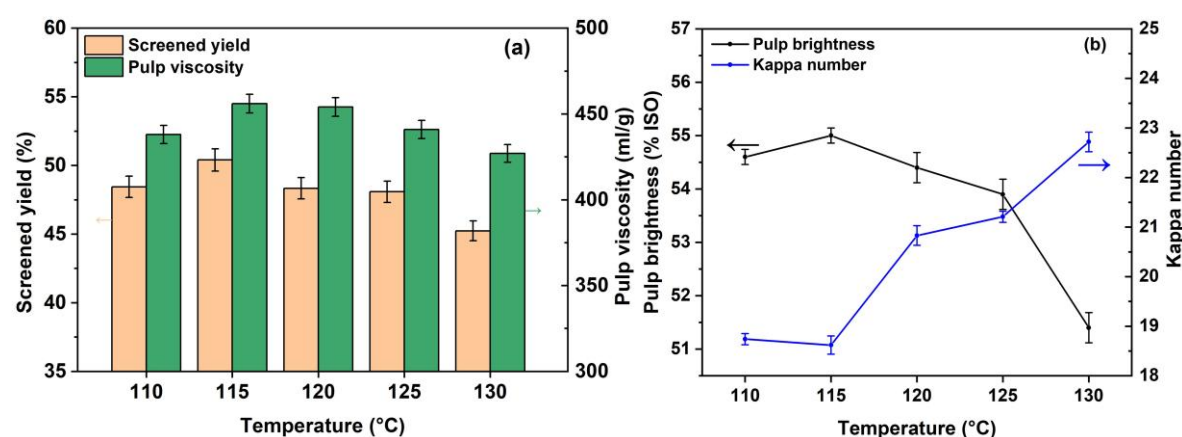 (a)
Screened yield
Pulp viscosity
Screened yield (%)
60
55
50
45
40
35
500
450
400
350
300
Pulp viscosity (ml/g)
110 115 120 125 130
Temperature (°C)
(b)
Pulp brightness
Kappa number
Pulp brightness (% ISO)
57
56
55
54
53
52
51
25
24
23
22
21
20
19
18
Kappa number
110 115 120 125 130
Temperature (°C)